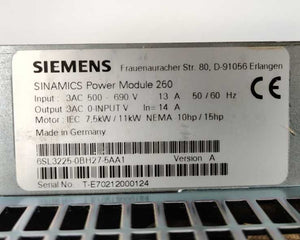 SIEMENS Frauenauracher Str. 80, D-91056 Erlangen
SINAMICS Power Module 260
Input : 3AC 500 - 690 V 13 A 50 / 60 Hz
Output : 3AC 0-INPUT V In= 14 A
Motor : IEC 7,5kW / 11kW NEMA 10hp / 15hp
Made in Germany
6SL3225-0BH27-5AA1 Version A
Serial No. : T-E70212000124
CE